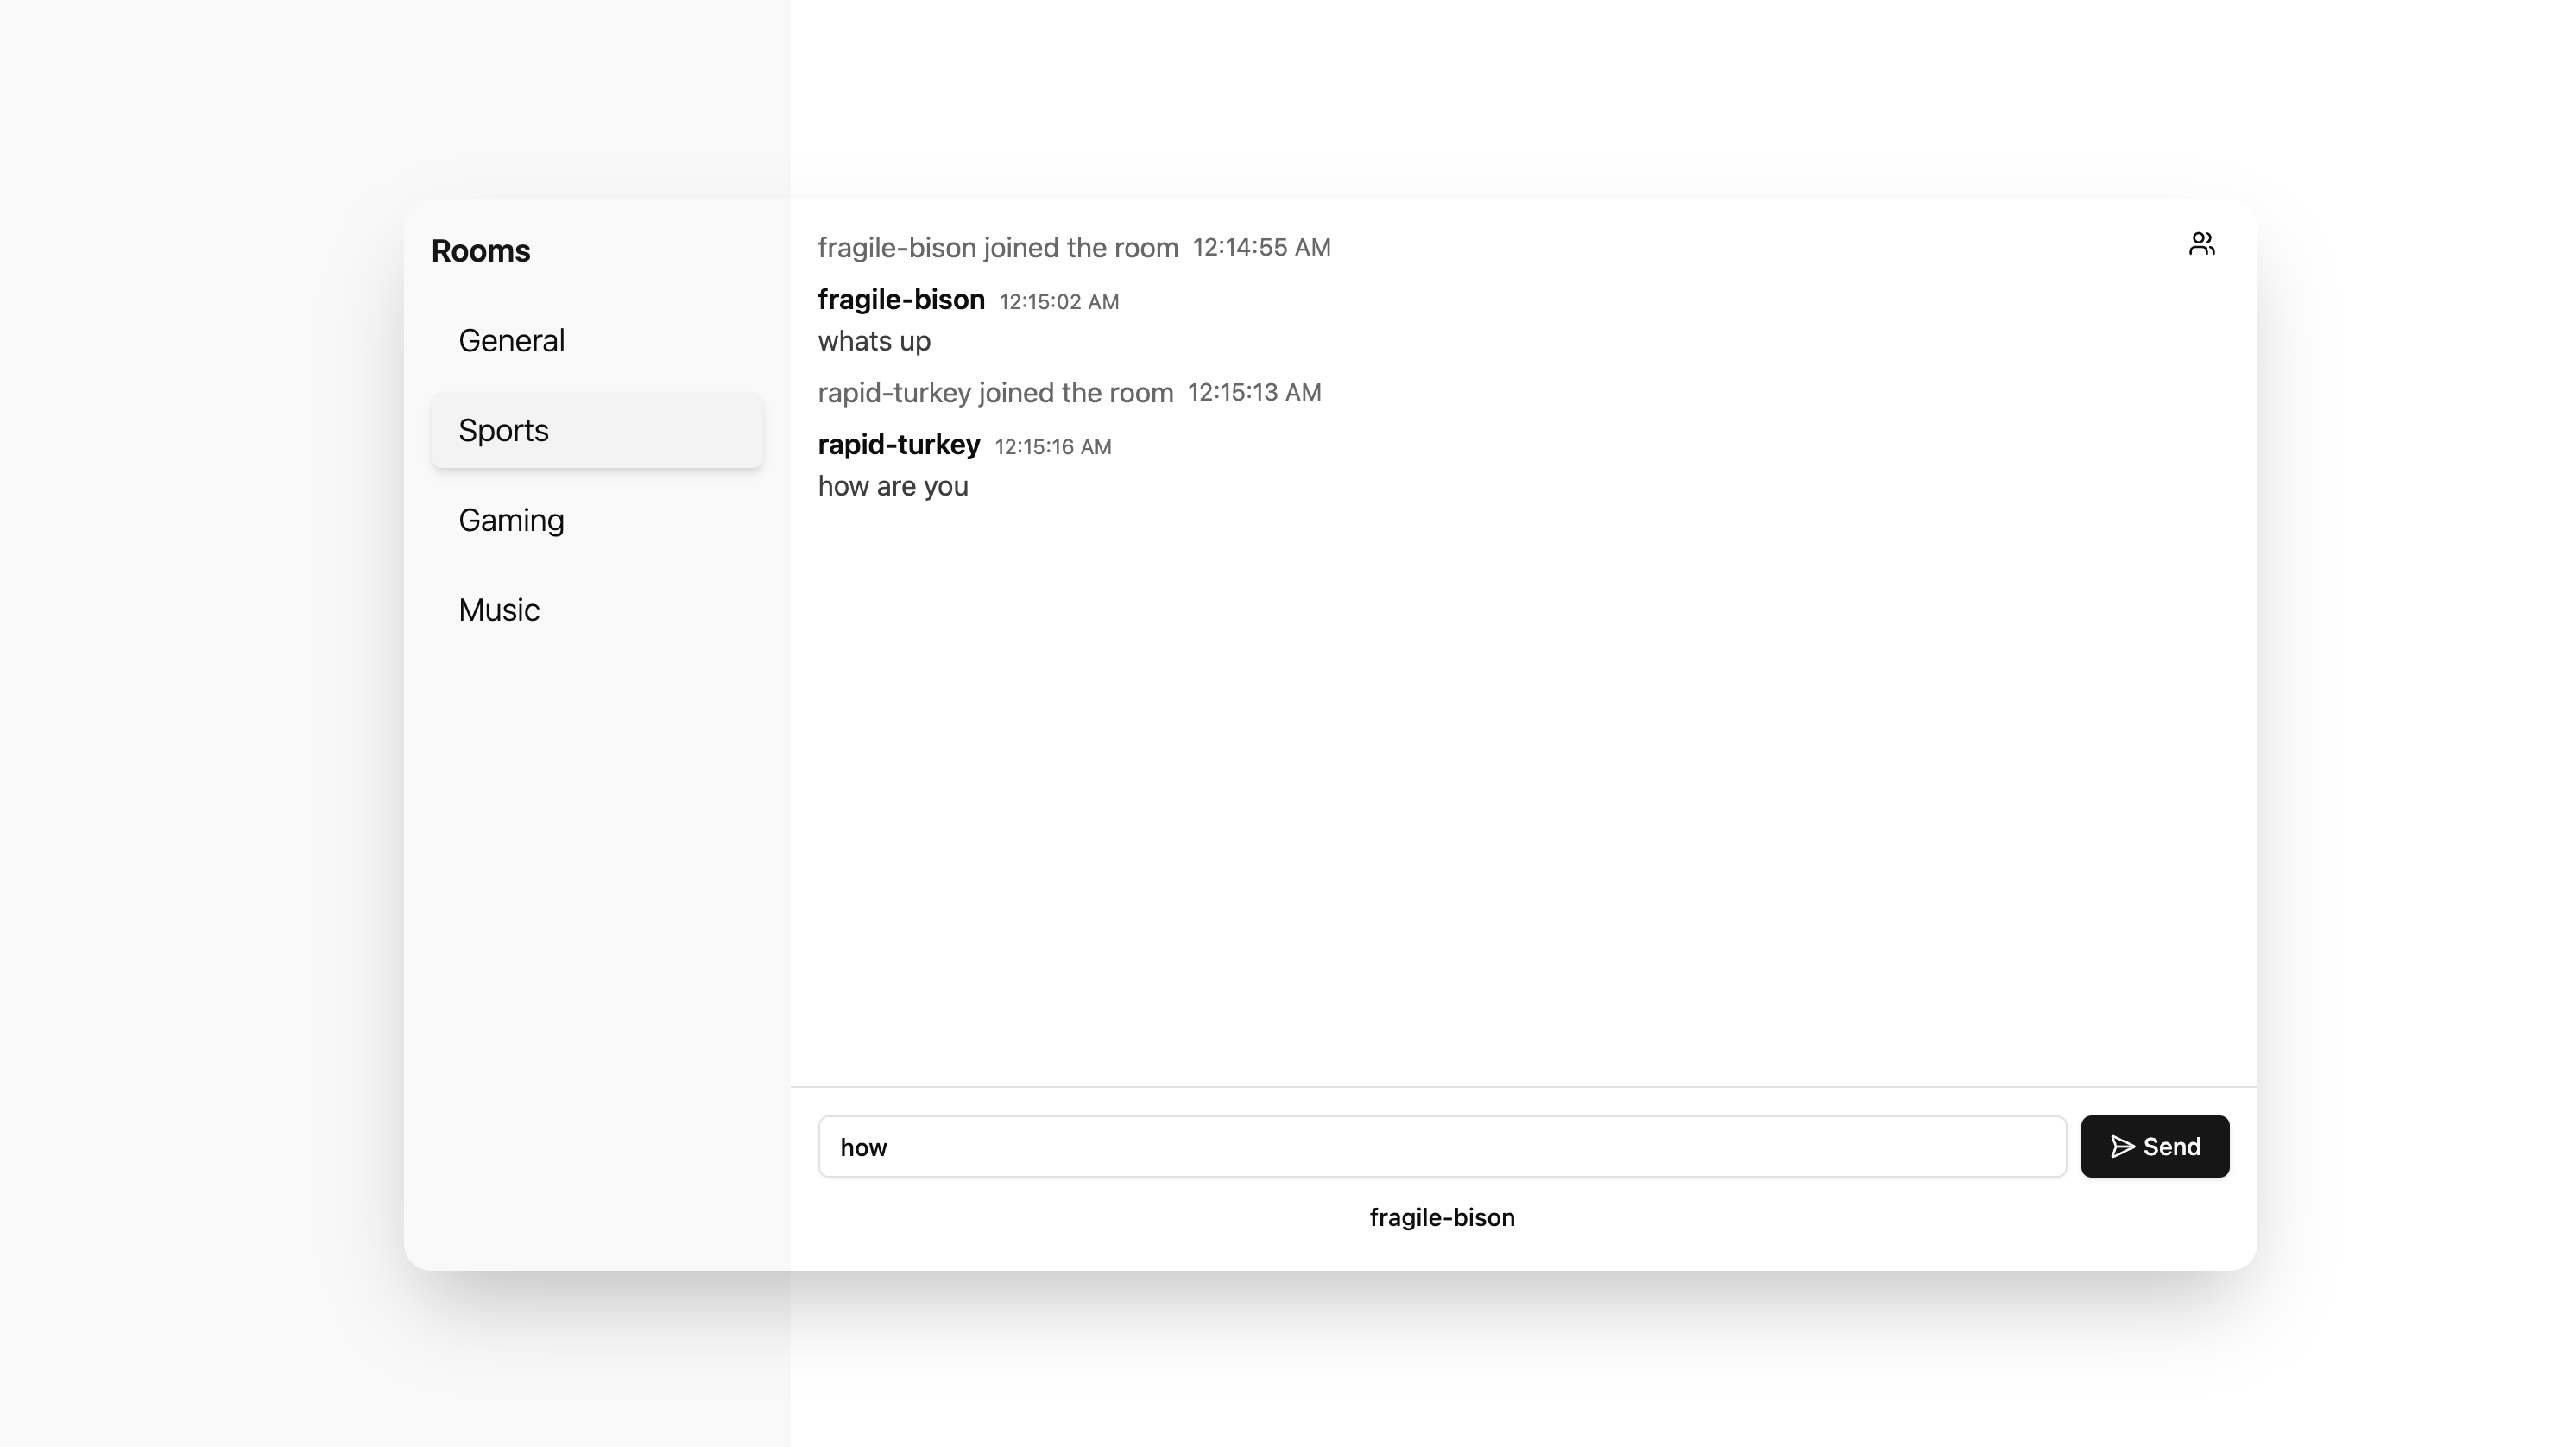 Rooms
General
Sports
Gaming
Music
fragile-bison joined the room 12:14:55 AM
fragile-bison 12:15:02 AM
whats up
rapid-turkey joined the room 12:15:13 AM
rapid-turkey 12:15:16 AM
how are you
how
Send
fragile-bison